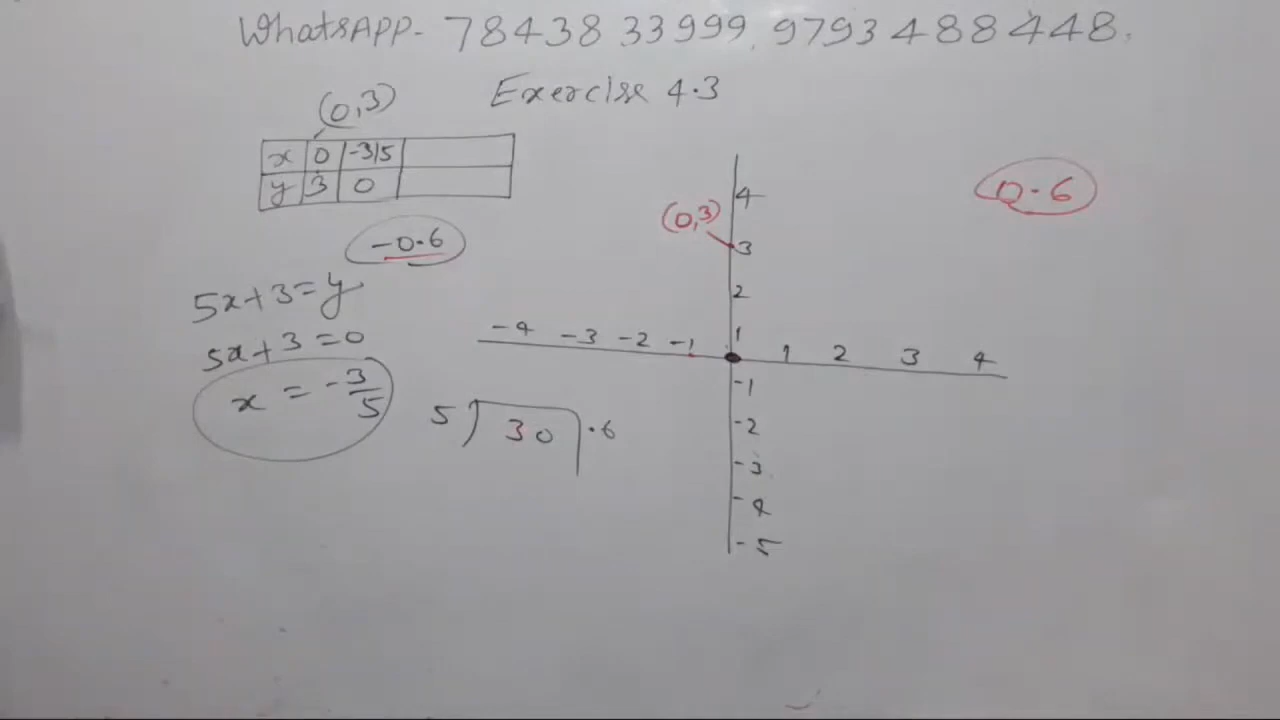 WhatsAPP- 78438 33999, 9793488448.
Exercise 4.3
(0,3)
x 0 -3/5
y 3 0
-0.6
5x+3=y
5x+3=0
x = -3/5
5 ) 30 .6
0.6
(0,3)
4
3
2
1
-4 -3 -2 -1 1 2 3 4
-1
-2
-3
-4
-5